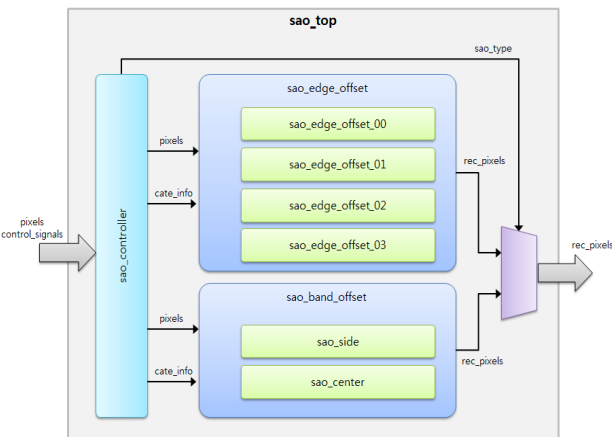 sao_top
sao_type
sao_edge_offset
sao_edge_offset_00
pixels
sao_edge_offset_01
rec_pixels
cate_info
sao_edge_offset_02
pixels
control_signals
sao_controller
sao_edge_offset_03
rec_pixels
sao_band_offset
pixels
sao_side
rec_pixels
cate_info
sao_center